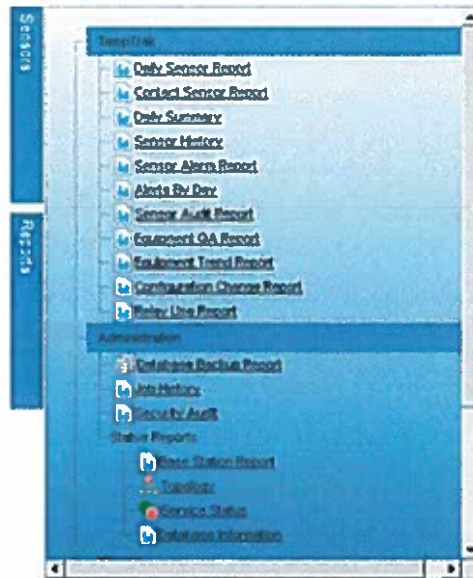 Sensors
Reports
TempTrak
Daily Sensor Report
Contact Sensor Report
Daily Summary
Sensor History
Sensor Alarm Report
Alerts By Day
Sensor Audit Report
Equipment QA Report
Equipment Trend Report
Configuration Change Report
Relay Use Report
Administration
Database Backup Report
Job History
Security Audit
Status Reports
Base Station Report
Topology
Service Status
Database Information